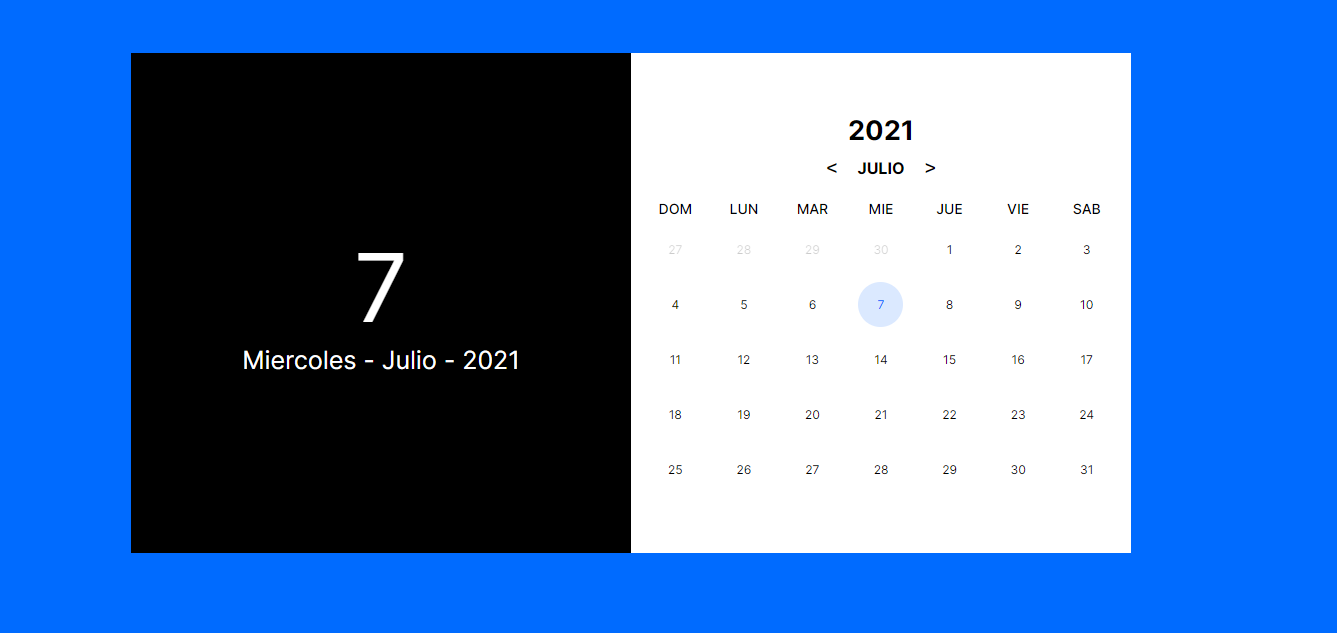 7
Miercoles - Julio - 2021
2021
< JULIO >
DOM LUN MAR MIE JUE VIE SAB
27 28 29 30 1 2 3
4 5 6 7 8 9 10
11 12 13 14 15 16 17
18 19 20 21 22 23 24
25 26 27 28 29 30 31